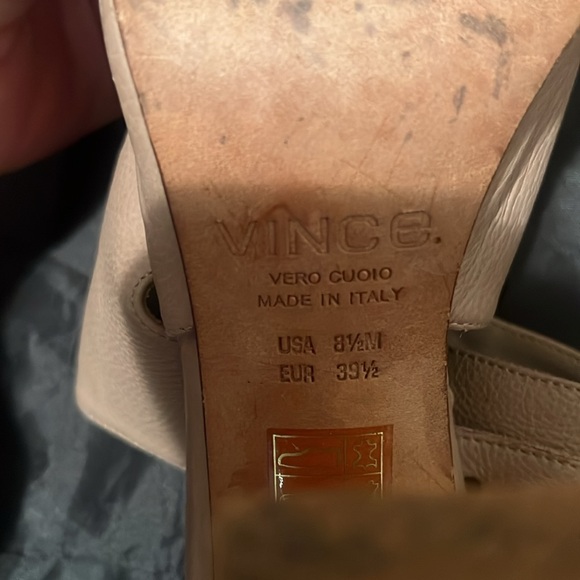 VINCE.
VERO CUOIO
MADE IN ITALY
USA 8½M
EUR 39½